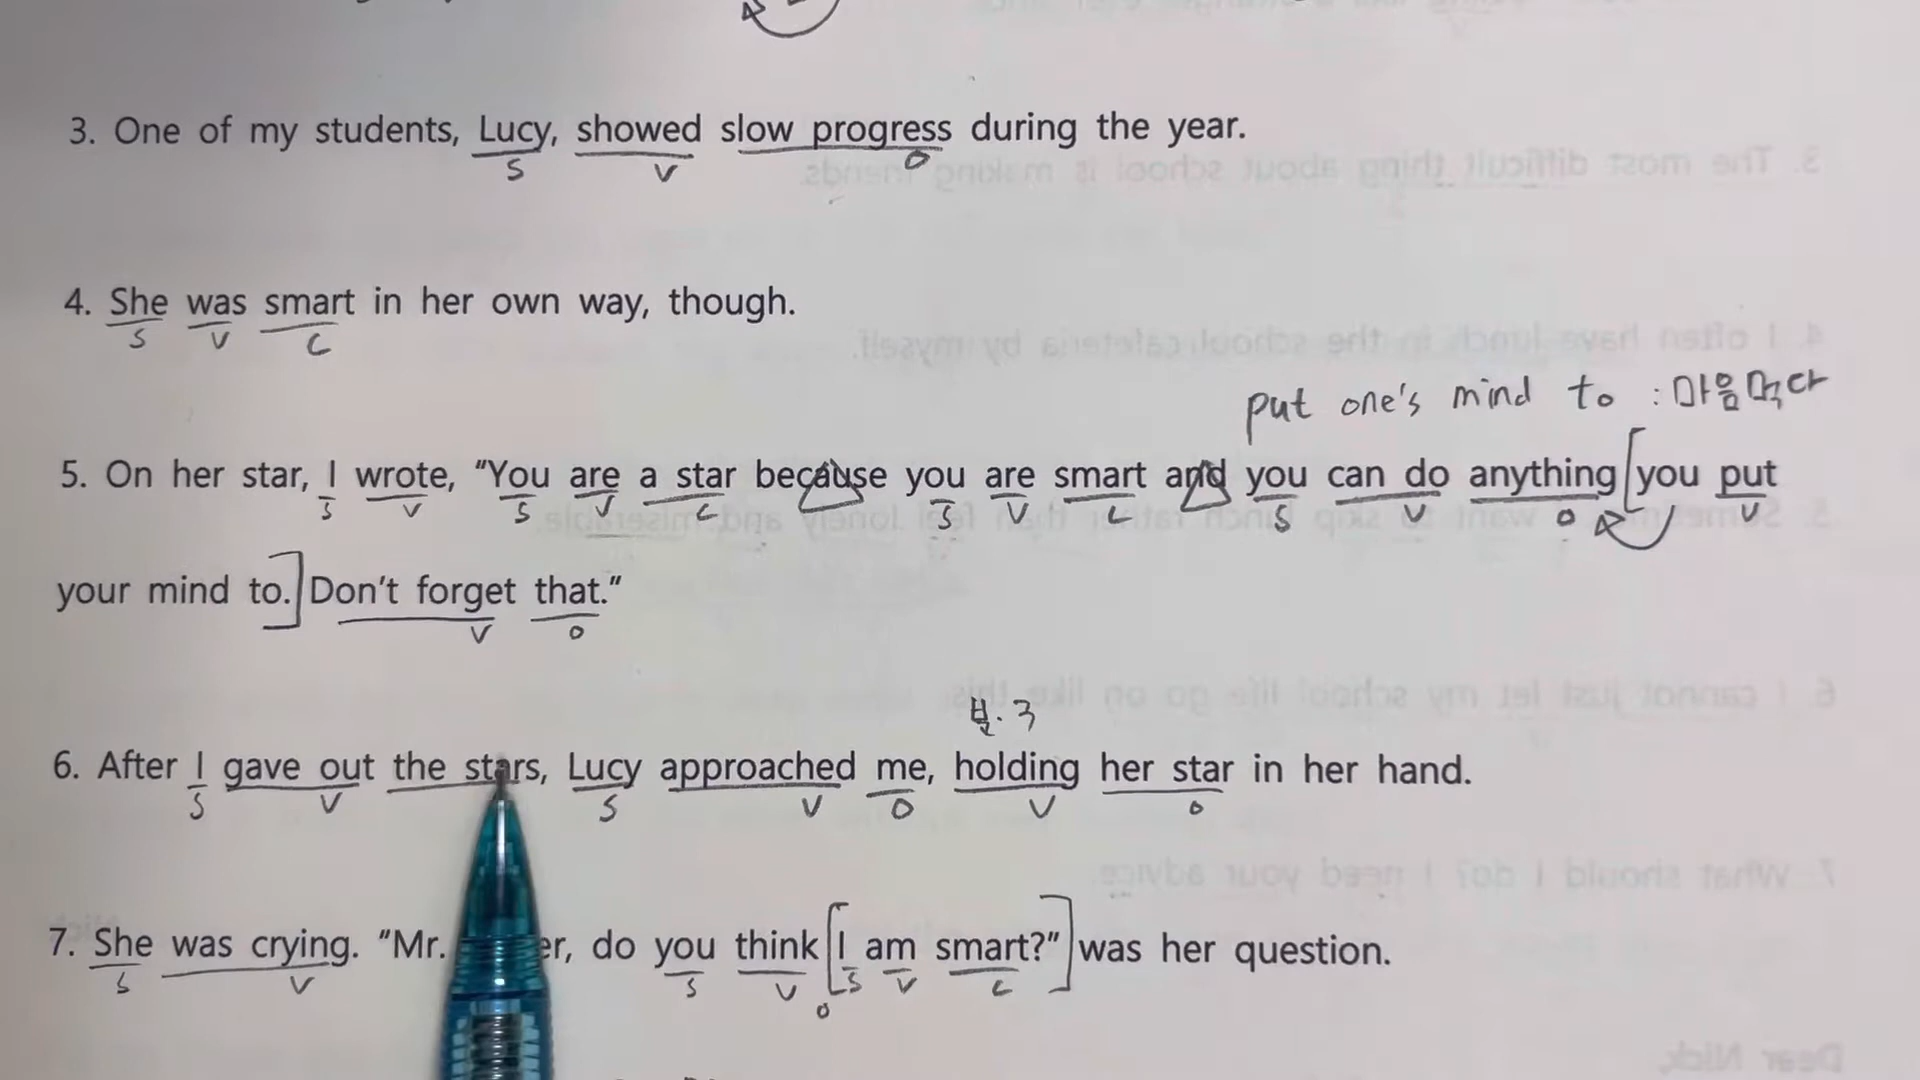 3. One of my students, Lucy, showed slow progress during the year.
S V O
4. She was smart in her own way, though.
S V C
put one's mind to : 마음먹다
5. On her star, I wrote, "You are a star because you are smart and you can do anything [you put
S V S V C S V C S V O V
your mind to.] Don't forget that."
V O
분.구
6. After I gave out the stars, Lucy approached me, holding her star in her hand.
S V S V O V O
7. She was crying. "Mr. er, do you think [I am smart?"] was her question.
S V S V O S V C